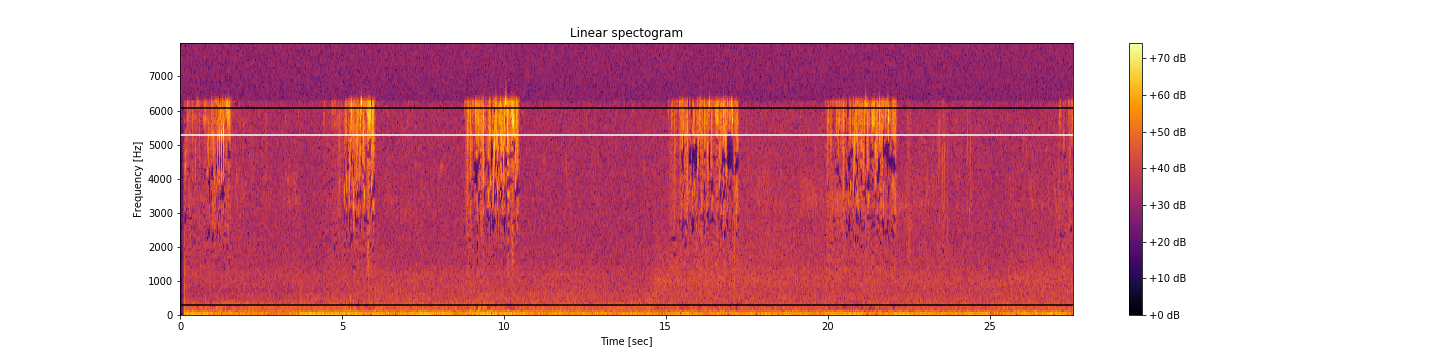 Linear spectogram
7000
6000
5000
4000
3000
2000
1000
0
Frequency [Hz]
0 5 10 15 20 25
Time [sec]
+70 dB
+60 dB
+50 dB
+40 dB
+30 dB
+20 dB
+10 dB
+0 dB